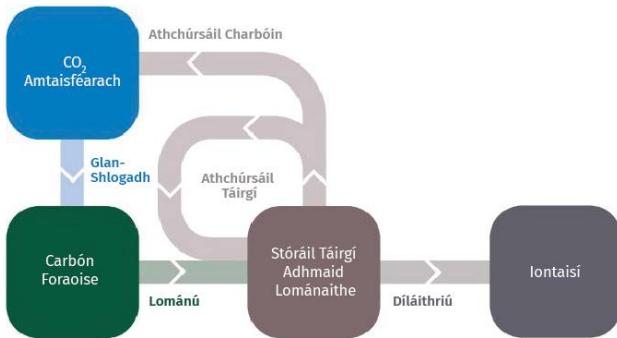 Athchúrsáil Charbóin
CO₂
Amtaisféarach
Glan-
Shlogadh
Athchúrsáil
Táirgí
Carbón
Foraoise
Lománú
Stóráil Táirgí
Adhmaid
Lománaithe
Díláithriú
Iontaisí